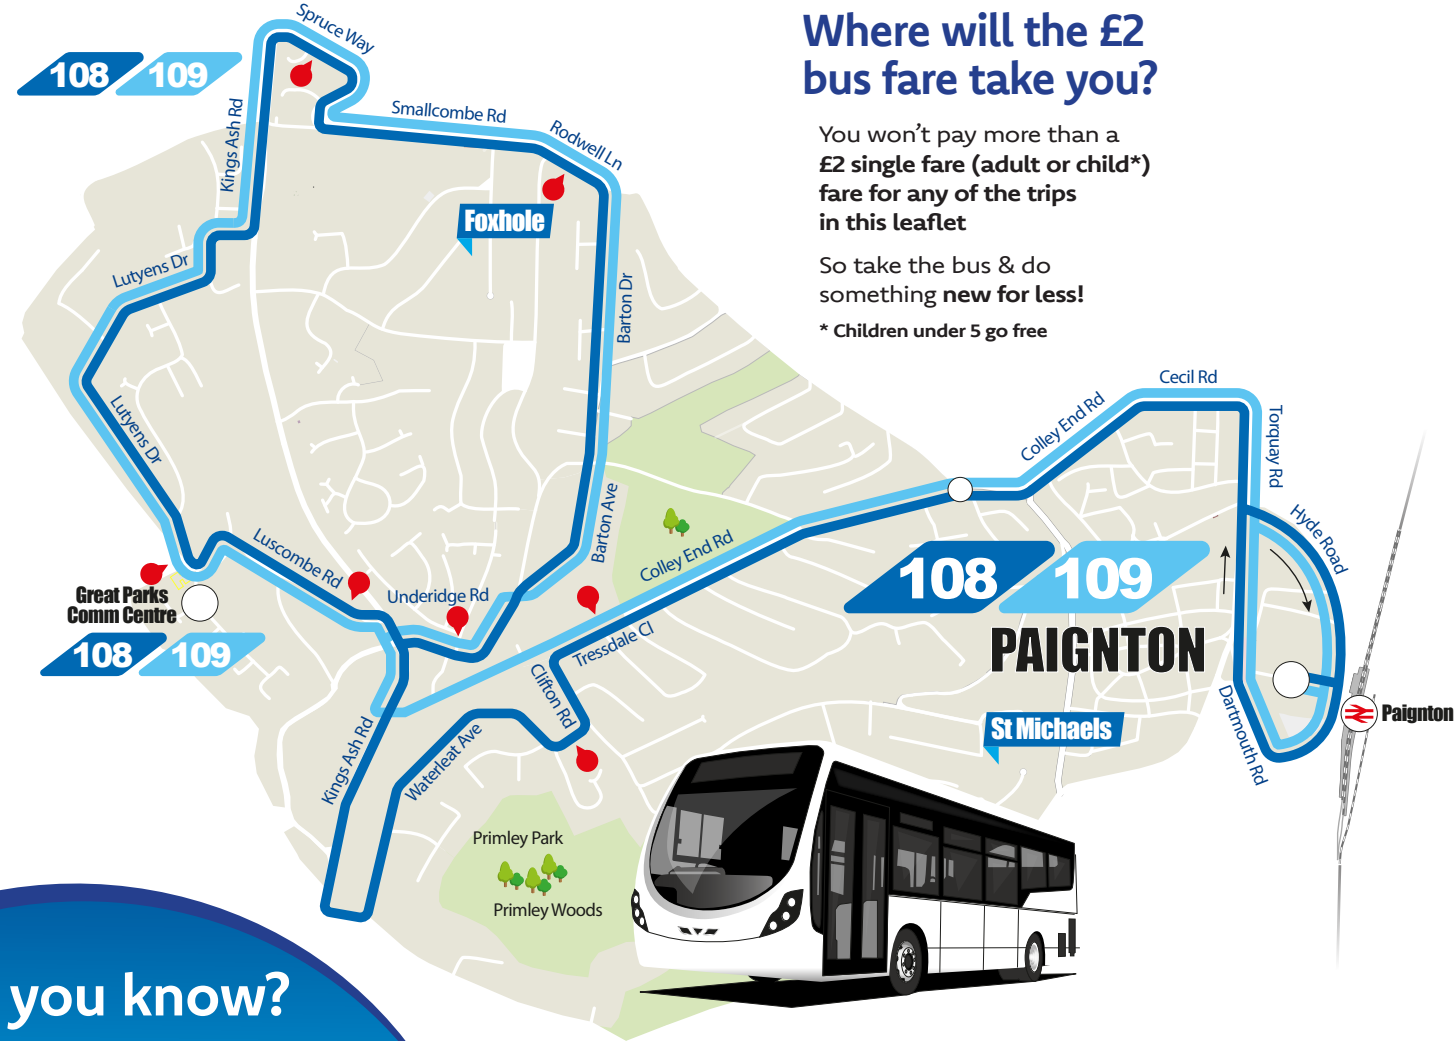 Where will the £2
bus fare take you?
You won’t pay more than a
£2 single fare (adult or child*)
fare for any of the trips
in this leaflet
So take the bus & do
something new for less!
* Children under 5 go free
108 109
Spruce Way
Kings Ash Rd
Smallcombe Rd
Rodwell Ln
Foxhole
Lutyens Dr
Barton Dr
Lutyens Dr
Cecil Rd
Colley End Rd
Torquay Rd
Hyde Road
Barton Ave
Colley End Rd
Luscombe Rd
Underidge Rd
Great Parks
Comm Centre
108 109
108 109
PAIGNTON
Tressdale Cl
Clifton Rd
Kings Ash Rd
Waterleat Ave
St Michaels
Dartmouth Rd
Paignton
Primley Park
Primley Woods
you know?